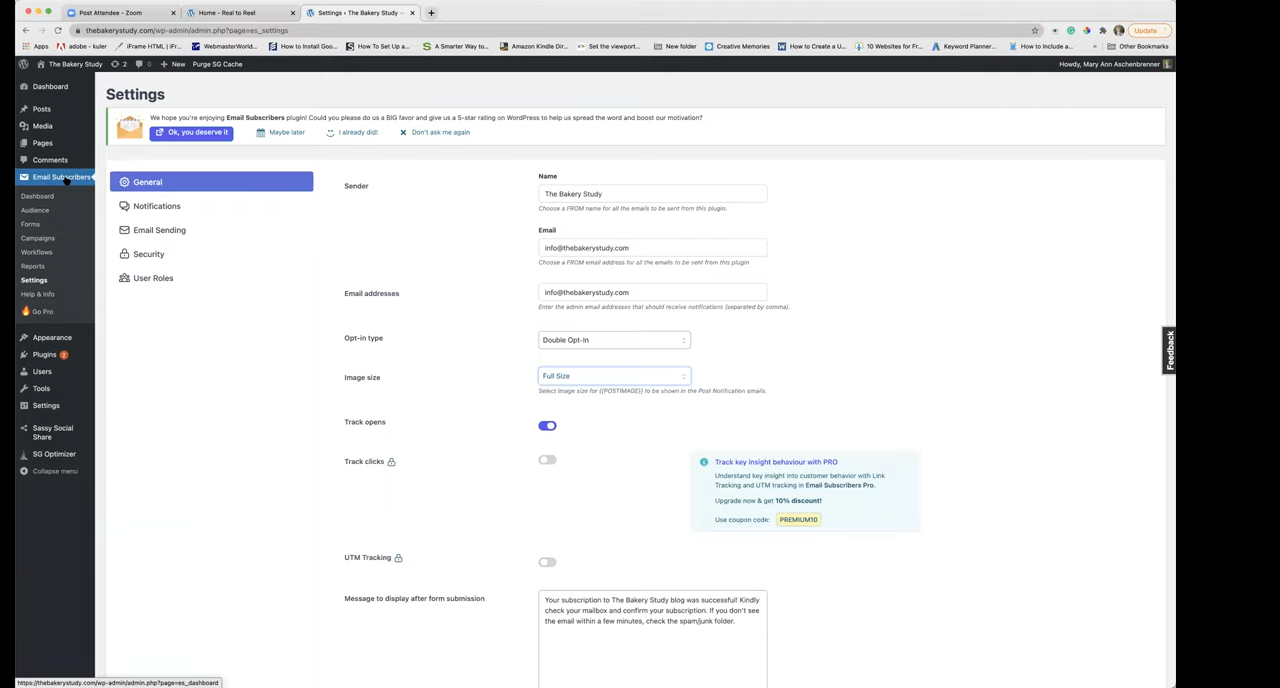 Post Attendee - Zoom
Home - Real to Reel
Settings ‹ The Bakery Study —
thebakerystudy.com/wp-admin/admin.php?page=es_settings
Update
Apps
adobe - kuler
iFrame HTML | iFr...
WebmasterWorld...
How to Install Goo...
How To Set Up a...
A Smarter Way to...
Amazon Kindle Dir...
Set the viewport...
New folder
Creative Memories
How to Create a U...
10 Websites for Fr...
Keyword Planner...
How to Include a...
Other Bookmarks
The Bakery Study
2
0
New
Purge SG Cache
Howdy, Mary Ann Aschenbrenner
Dashboard
Posts
Media
Pages
Comments
Email Subscribers
Dashboard
Audience
Forms
Campaigns
Workflows
Reports
Settings
Help & Info
Go Pro
Appearance
Plugins 2
Users
Tools
Settings
Sassy Social
Share
SG Optimizer
Collapse menu
Settings
We hope you're enjoying Email Subscribers plugin! Could you please do us a BIG favor and give us a 5-star rating on WordPress to help us spread the word and boost our motivation?
Ok, you deserve it
Maybe later
I already did!
Don't ask me again
General
Notifications
Email Sending
Security
User Roles
Sender
Name
The Bakery Study
Choose a FROM name for all the emails to be sent from this plugin.
Email
info@thebakerystudy.com
Choose a FROM email address for all the emails to be sent from this plugin
Email addresses
info@thebakerystudy.com
Enter the admin email addresses that should receive notifications (separated by comma).
Opt-in type
Double Opt-In
Image size
Full Size
Select image size for {{POSTIMAGE}} to be shown in the Post Notification emails.
Track opens
Track clicks
Track key insight behaviour with PRO
Understand key insight into customer behavior with Link
Tracking and UTM tracking in Email Subscribers Pro.
Upgrade now & get 10% discount!
Use coupon code: PREMIUM10
UTM Tracking
Message to display after form submission
Your subscription to The Bakery Study blog was successful! Kindly
check your mailbox and confirm your subscription. If you don't see
the email within a few minutes, check the spam/junk folder.
Feedback
https://thebakerystudy.com/wp-admin/admin.php?page=es_dashboard